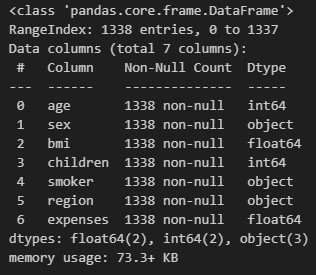 <class 'pandas.core.frame.DataFrame'>
RangeIndex: 1338 entries, 0 to 1337
Data columns (total 7 columns):
 #   Column    Non-Null Count  Dtype
---  ------    --------------  -----
 0   age       1338 non-null   int64
 1   sex       1338 non-null   object
 2   bmi       1338 non-null   float64
 3   children  1338 non-null   int64
 4   smoker    1338 non-null   object
 5   region    1338 non-null   object
 6   expenses  1338 non-null   float64
dtypes: float64(2), int64(2), object(3)
memory usage: 73.3+ KB